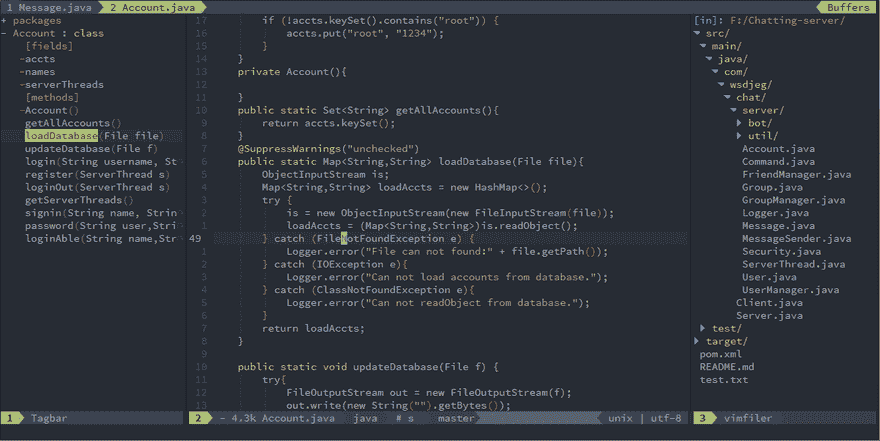 1 Message.java 2 Account.java Buffers
+ packages
- Account : class
[fields]
-accts
-names
-serverThreads
[methods]
-Account()
getAllAccounts()
loadDatabase(File file)
updateDatabase(File f)
login(String username, Str
register(ServerThread s)
loginOut(ServerThread s)
getServerThreads()
signin(String name, Strin
password(String user,Stri
loginAble(String name,Str
17 if (!accts.keySet().contains("root")) {
16 accts.put("root", "1234");
15 }
14 }
13 private Account(){
12
11 }
10 public static Set<String> getAllAccounts(){
9 return accts.keySet();
8 }
7 @SuppressWarnings("unchecked")
6 public static Map<String,String> loadDatabase(File file){
5 ObjectInputStream is;
4 Map<String,String> loadAccts = new HashMap<>();
3 try {
2 is = new ObjectInputStream(new FileInputStream(file));
1 loadAccts = (Map<String,String>)is.readObject();
49 } catch (FileNotFoundException e) {
1 Logger.error("File can not found:" + file.getPath());
2 } catch (IOException e){
3 Logger.error("Can not load accounts from database.");
4 } catch (ClassNotFoundException e){
5 Logger.error("Can not readObject from database.");
6 }
7 return loadAccts;
8 }
9
10 public static void updateDatabase(File f) {
11 try{
12 FileOutputStream out = new FileOutputStream(f);
13 out.write(new String("").getBytes());
[in]: F:/Chatting-server/
src/
main/
java/
com/
wsdjeg/
chat/
server/
bot/
util/
Account.java
Command.java
FriendManager.java
Group.java
GroupManager.java
Logger.java
Message.java
MessageSender.java
Security.java
ServerThread.java
User.java
UserManager.java
Client.java
Server.java
test/
target/
pom.xml
README.md
test.txt
1 Tagbar
2 - 4.3k Account.java java # s master unix | utf-8
3 vimfiler